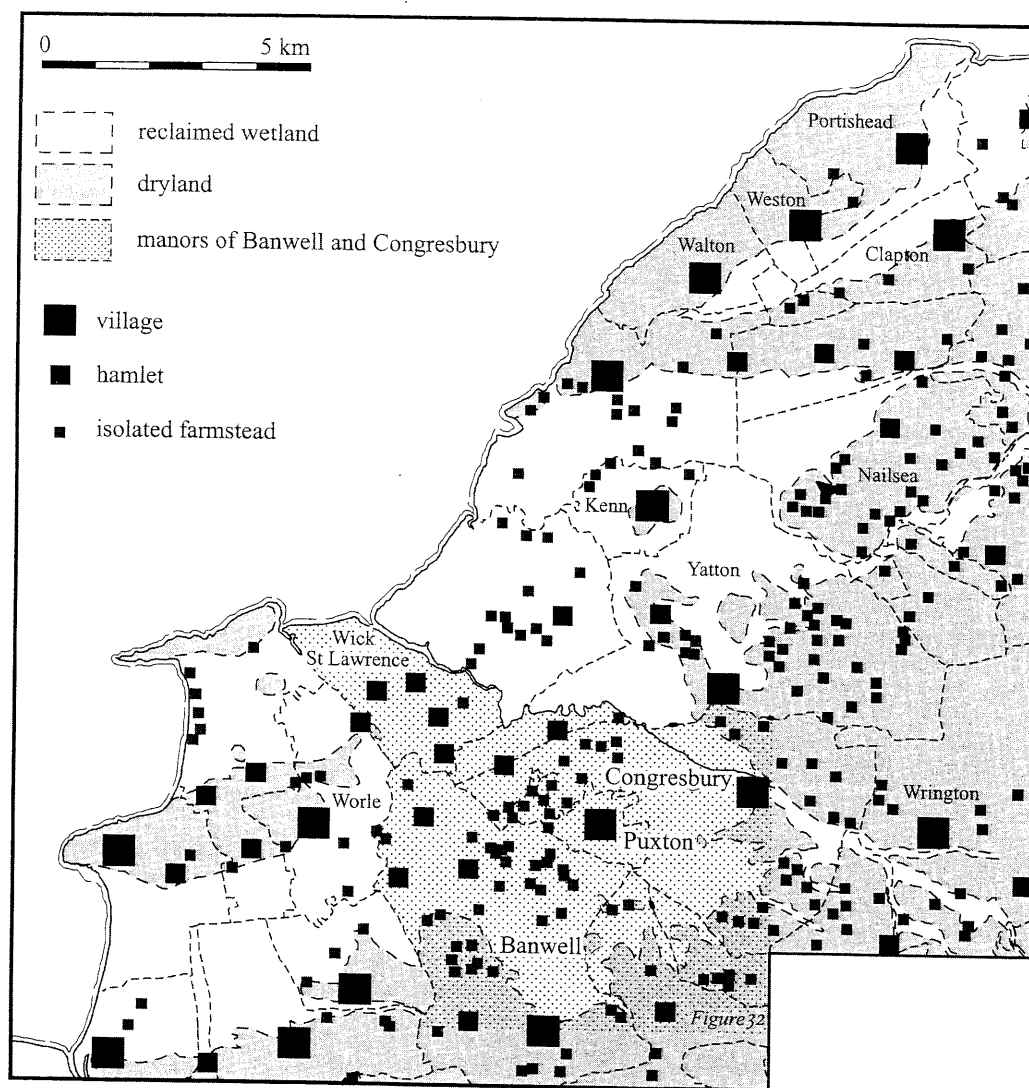 0 5 km
reclaimed wetland
dryland
manors of Banwell and Congresbury
village
hamlet
isolated farmstead
Portishead
Weston
Walton
Clapton
Nailsea
Kenn
Yatton
Wick
St Lawrence
Congresbury
Worle
Wrington
Puxton
Banwell
Figure 32